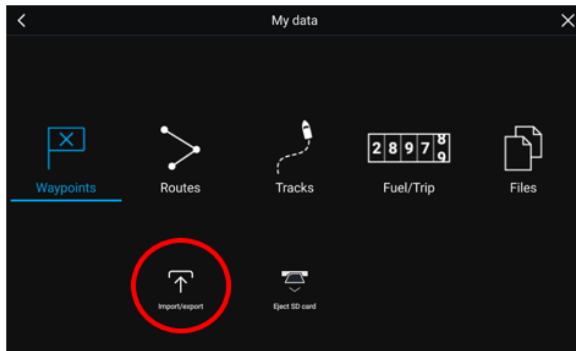 My data
2 8 9 7 8 9
Waypoints
Routes
Tracks
Fuel/Trip
Files
Import/export
Eject SD card